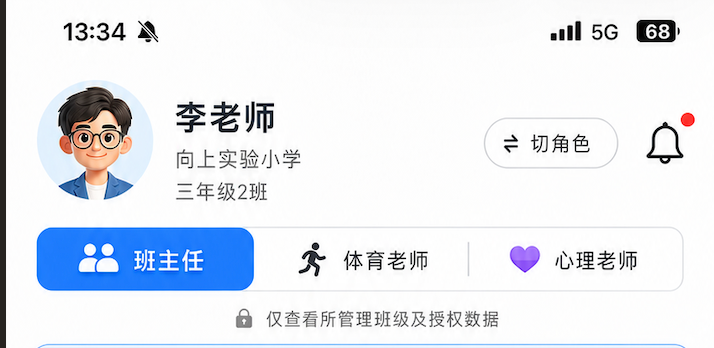 13:34 5G 68
李老师
向上实验小学
三年级2班
切角色
班主任 体育老师 心理老师
仅查看所管理班级及授权数据